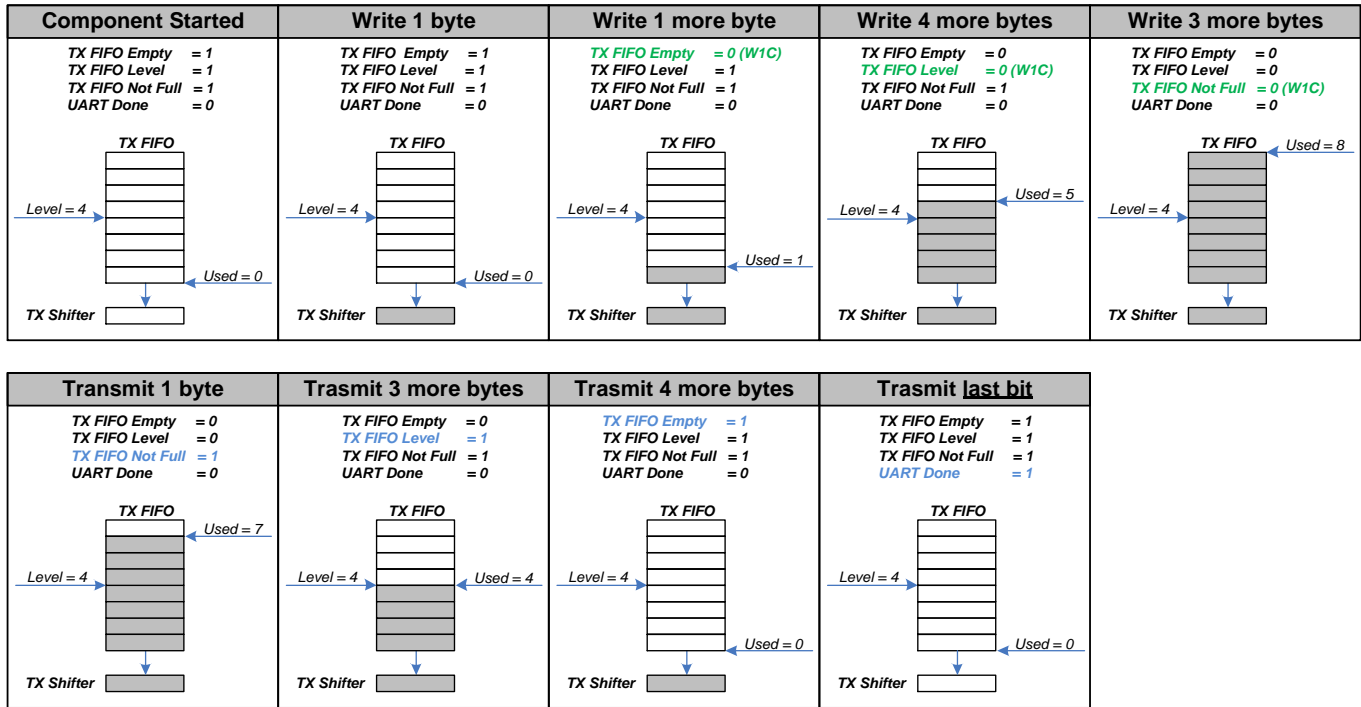 Component Started
TX FIFO Empty = 1
TX FIFO Level = 1
TX FIFO Not Full = 1
UART Done = 0
TX FIFO
Level = 4
Used = 0
TX Shifter
Write 1 byte
TX FIFO Empty = 1
TX FIFO Level = 1
TX FIFO Not Full = 1
UART Done = 0
TX FIFO
Level = 4
Used = 0
TX Shifter
Write 1 more byte
TX FIFO Empty = 0 (W1C)
TX FIFO Level = 1
TX FIFO Not Full = 1
UART Done = 0
TX FIFO
Level = 4
Used = 1
TX Shifter
Write 4 more bytes
TX FIFO Empty = 0
TX FIFO Level = 0 (W1C)
TX FIFO Not Full = 1
UART Done = 0
TX FIFO
Used = 5
Level = 4
TX Shifter
Write 3 more bytes
TX FIFO Empty = 0
TX FIFO Level = 0
TX FIFO Not Full = 0 (W1C)
UART Done = 0
TX FIFO
Used = 8
Level = 4
TX Shifter
Transmit 1 byte
TX FIFO Empty = 0
TX FIFO Level = 0
TX FIFO Not Full = 1
UART Done = 0
TX FIFO
Used = 7
Level = 4
TX Shifter
Trasmit 3 more bytes
TX FIFO Empty = 0
TX FIFO Level = 1
TX FIFO Not Full = 1
UART Done = 0
TX FIFO
Level = 4
Used = 4
TX Shifter
Trasmit 4 more bytes
TX FIFO Empty = 1
TX FIFO Level = 1
TX FIFO Not Full = 1
UART Done = 0
TX FIFO
Level = 4
Used = 0
TX Shifter
Trasmit last bit
TX FIFO Empty = 1
TX FIFO Level = 1
TX FIFO Not Full = 1
UART Done = 1
TX FIFO
Level = 4
Used = 0
TX Shifter